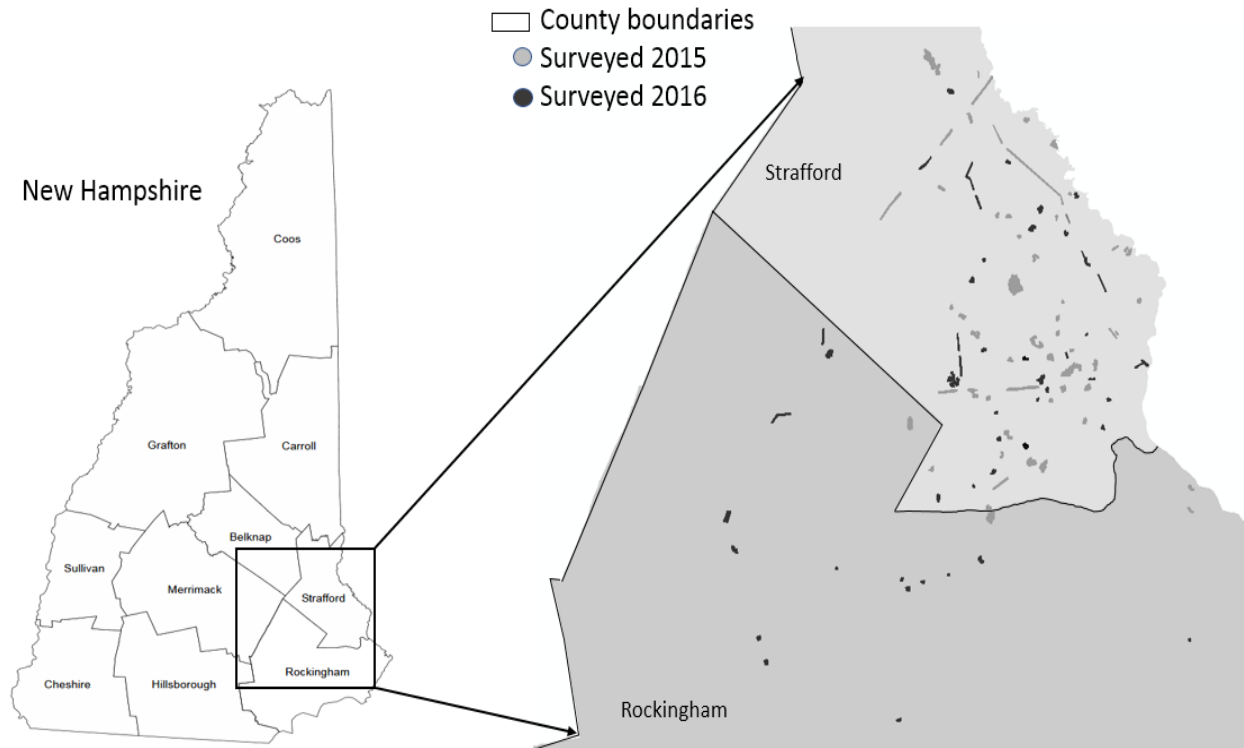 County boundaries
Surveyed 2015
Surveyed 2016
New Hampshire
Coos
Grafton
Carroll
Belknap
Sullivan
Merrimack
Strafford
Rockingham
Cheshire
Hillsborough
Strafford
Rockingham